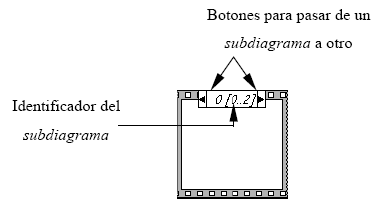 Botones para pasar de un
subdiagrama a otro
0 [0..2]
Identificador del
subdiagrama